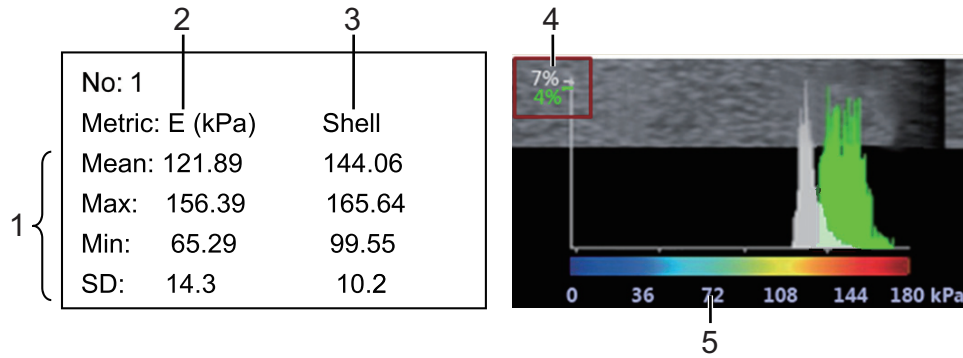 2 3 4
No: 1
Metric: E (kPa) Shell
Mean: 121.89 144.06
Max: 156.39 165.64
Min: 65.29 99.55
SD: 14.3 10.2
1
7%
4%
0 36 72 108 144 180 kPa
5